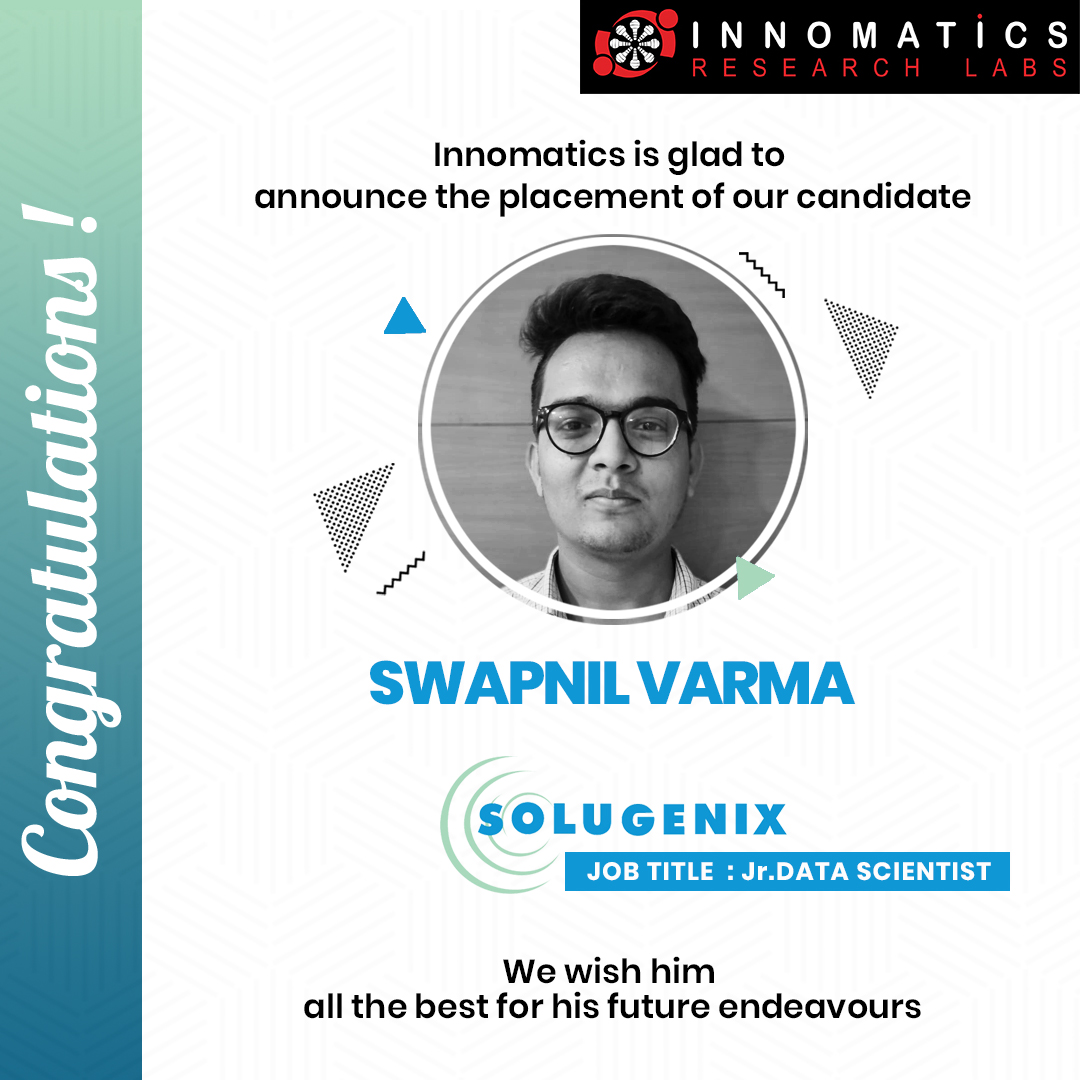 INNOMATICS
RESEARCH LABS
Congratulations !
Innomatics is glad to
announce the placement of our candidate
SWAPNIL VARMA
SOLUGENIX
JOB TITLE : Jr.DATA SCIENTIST
We wish him
all the best for his future endeavours